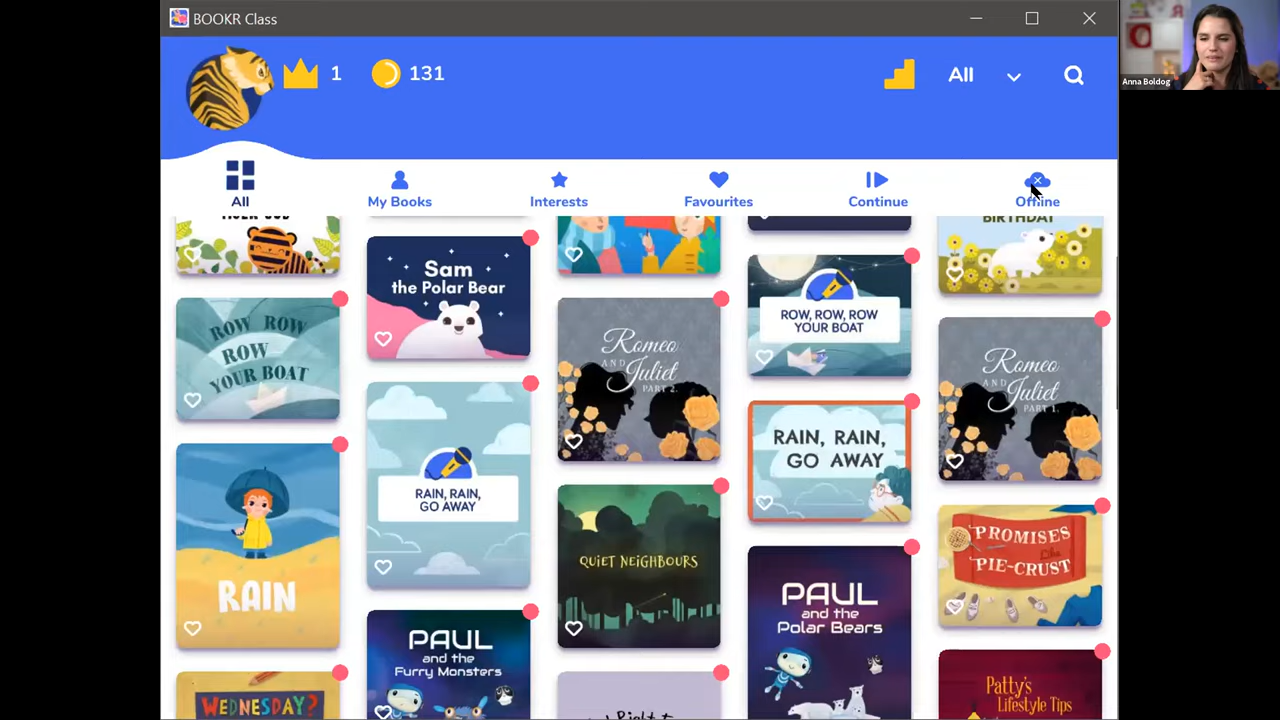 BOOKR Class
1
131
All
Anna Boldog
All
My Books
Interests
Favourites
Continue
Offline
BIRTHDAY
Sam
the Polar Bear
ROW ROW
ROW
YOUR BOAT
Romeo
AND
Juliet
PART 2.
ROW, ROW, ROW
YOUR BOAT
Romeo
AND
Juliet
PART 1.
RAIN, RAIN,
GO AWAY
RAIN, RAIN,
GO AWAY
RAIN
QUIET NEIGHBOURS
PROMISES
Like
PIE-CRUST
PAUL
and the
Polar Bears
PAUL
and the
Furry Monsters
WEDNESDAY?
Patty's
Lifestyle Tips